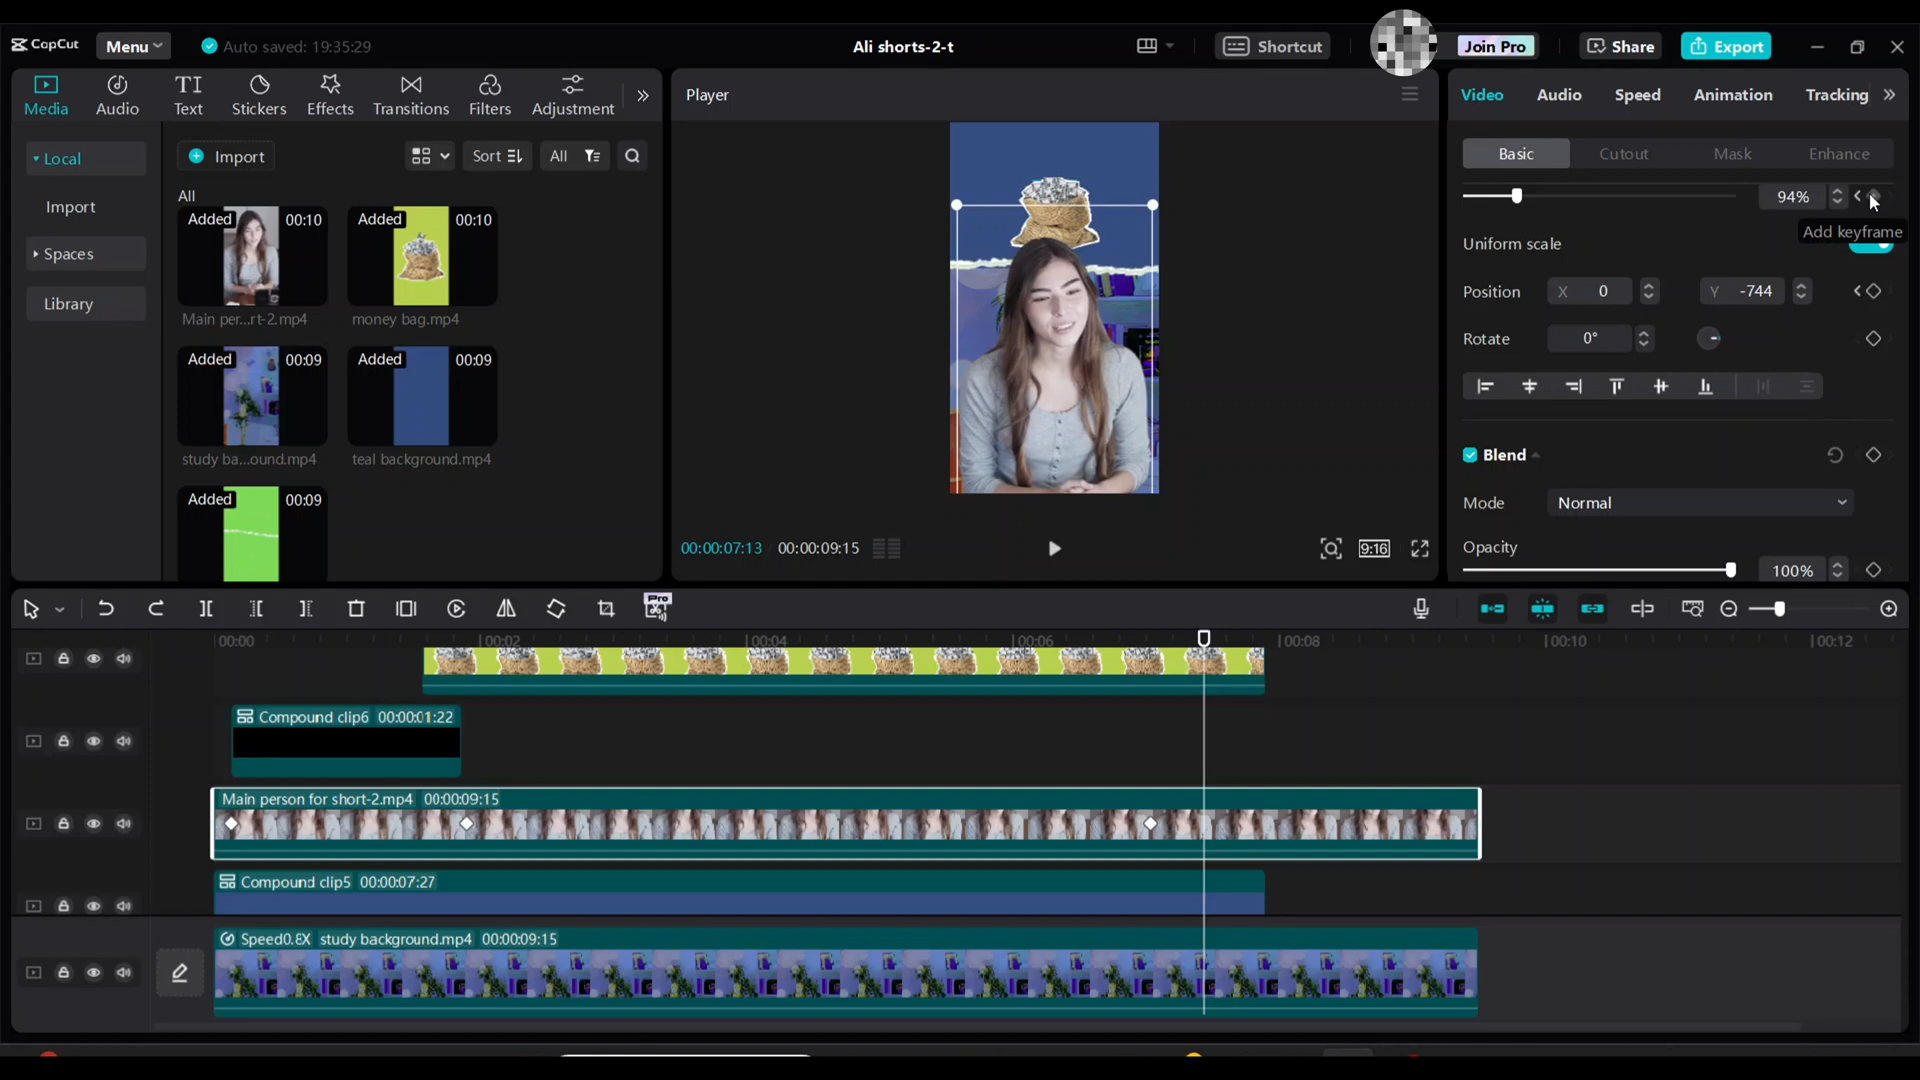 CapCut
Menu
Auto saved: 19:35:29
Ali shorts-2-t
Shortcut
Join Pro
Share
Export
Media
Audio
Text
Stickers
Effects
Transitions
Filters
Adjustment
Player
Video
Audio
Speed
Animation
Tracking
Local
Import
Sort
All
Basic
Cutout
Mask
Enhance
Import
Spaces
Library
All
Added 00:10
Added 00:10
Main per...rt-2.mp4
money bag.mp4
Added 00:09
Added 00:09
study ba...ound.mp4
teal background.mp4
Added 00:09
94%
Add keyframe
Uniform scale
Position X 0 Y -744
Rotate 0°
Blend
Mode Normal
Opacity
100%
00:00:07:13 00:00:09:15
9:16
Pro
00:00
00:02
00:04
00:06
00:08
00:10
00:12
Compound clip6 00:00:01:22
Main person for short-2.mp4 00:00:09:15
Compound clip5 00:00:07:27
Speed0.8X study background.mp4 00:00:09:15